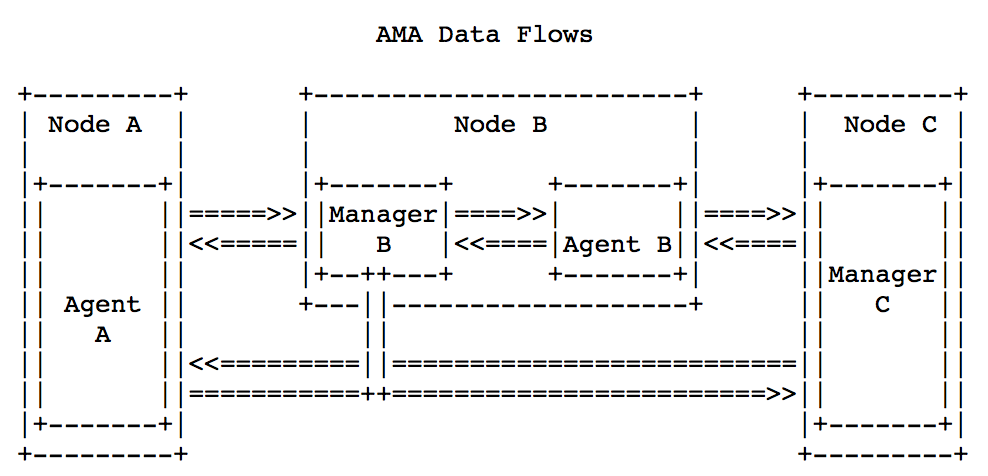 AMA Data Flows

+---------+       +------------------------+      +---------+
| Node A  |       |         Node B         |      |  Node C |
|         |       |                        |      |         |
|+-------+|       |+-------+      +-------+|      |+-------+|
||       ||=====>>||Manager|====>>|       ||====>>||       ||
||       ||<<=====||   B   |<<====|Agent B||<<====||       ||
||       ||       |+--++---+      +-------+|      ||Manager||
|| Agent ||       +---||-------------------+      ||   C   ||
||   A   ||           ||                          ||       ||
||       ||<<=========||==========================||       ||
||       ||===========++========================>>||       ||
|+-------+|                                       |+-------+|
+---------+                                       +---------+